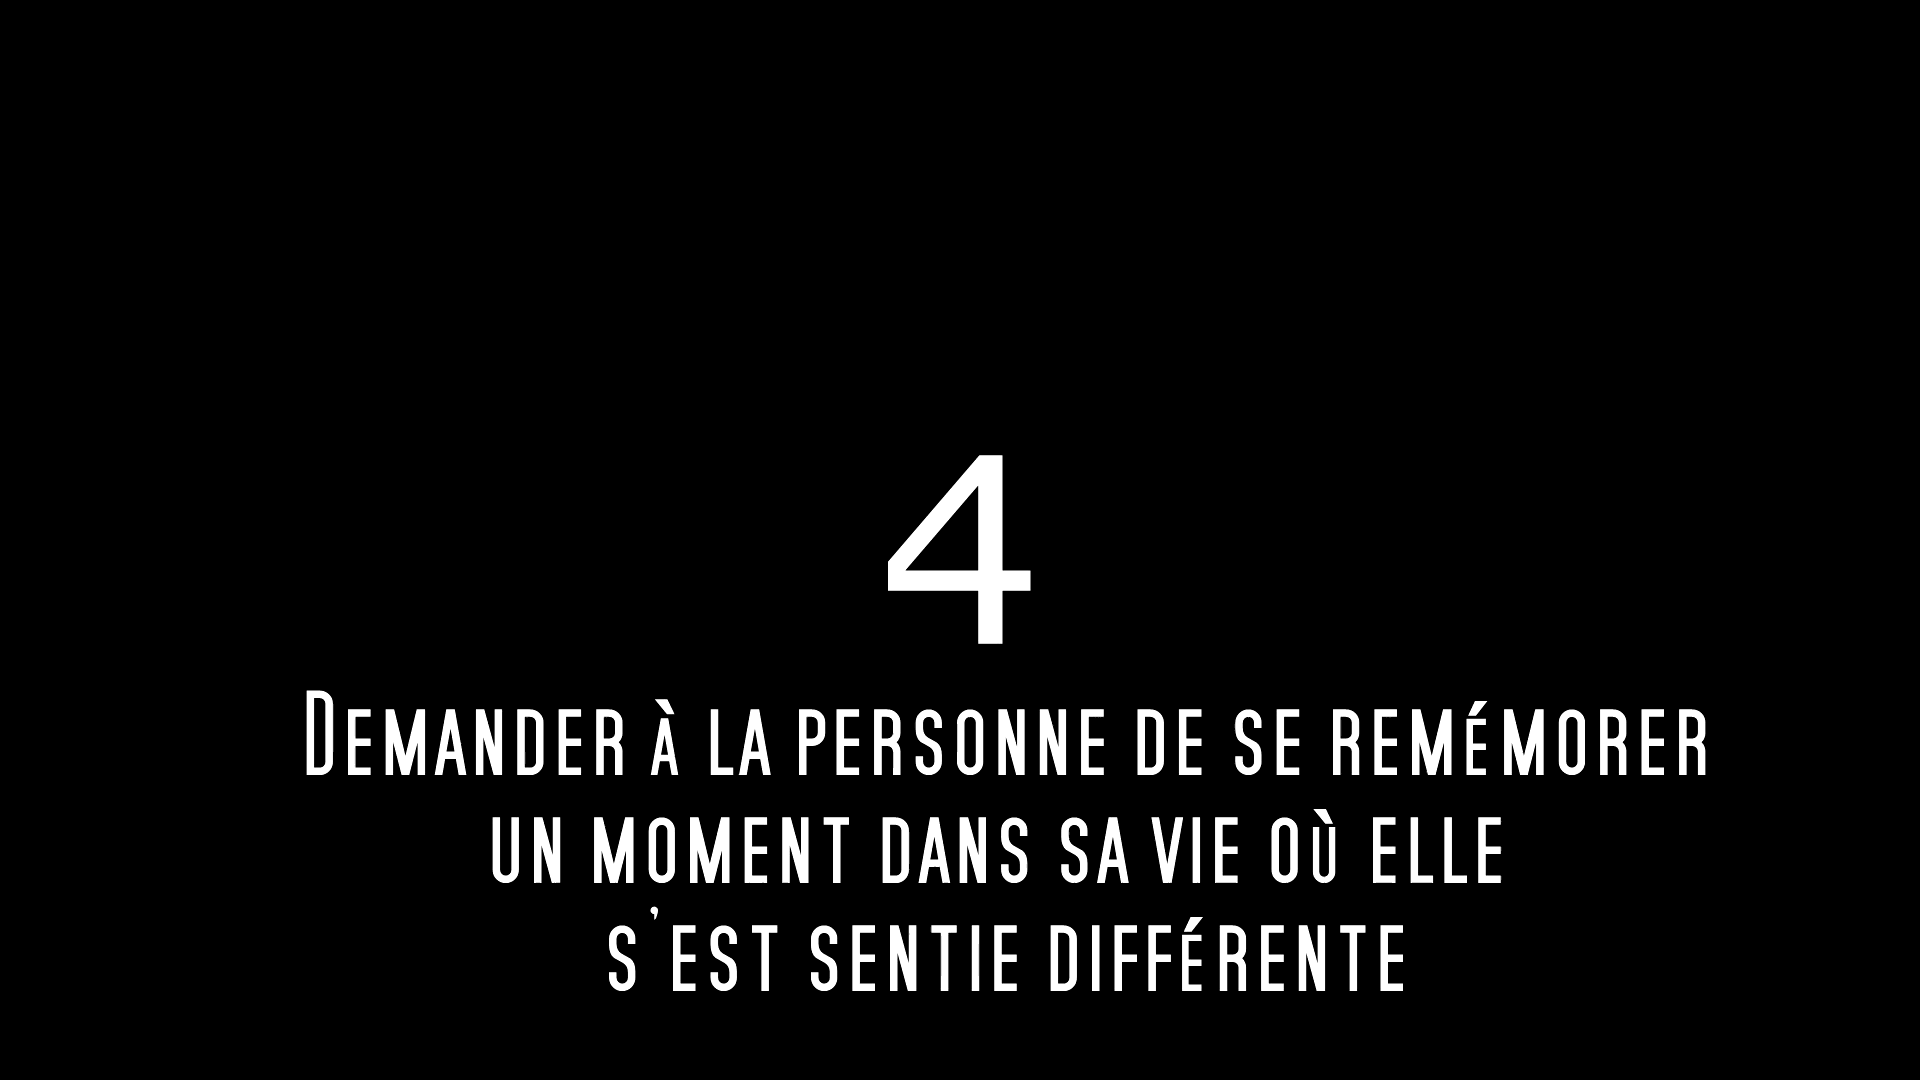 4
Demander à la personne de se remémorer
un moment dans sa vie où elle
s'est sentie différente